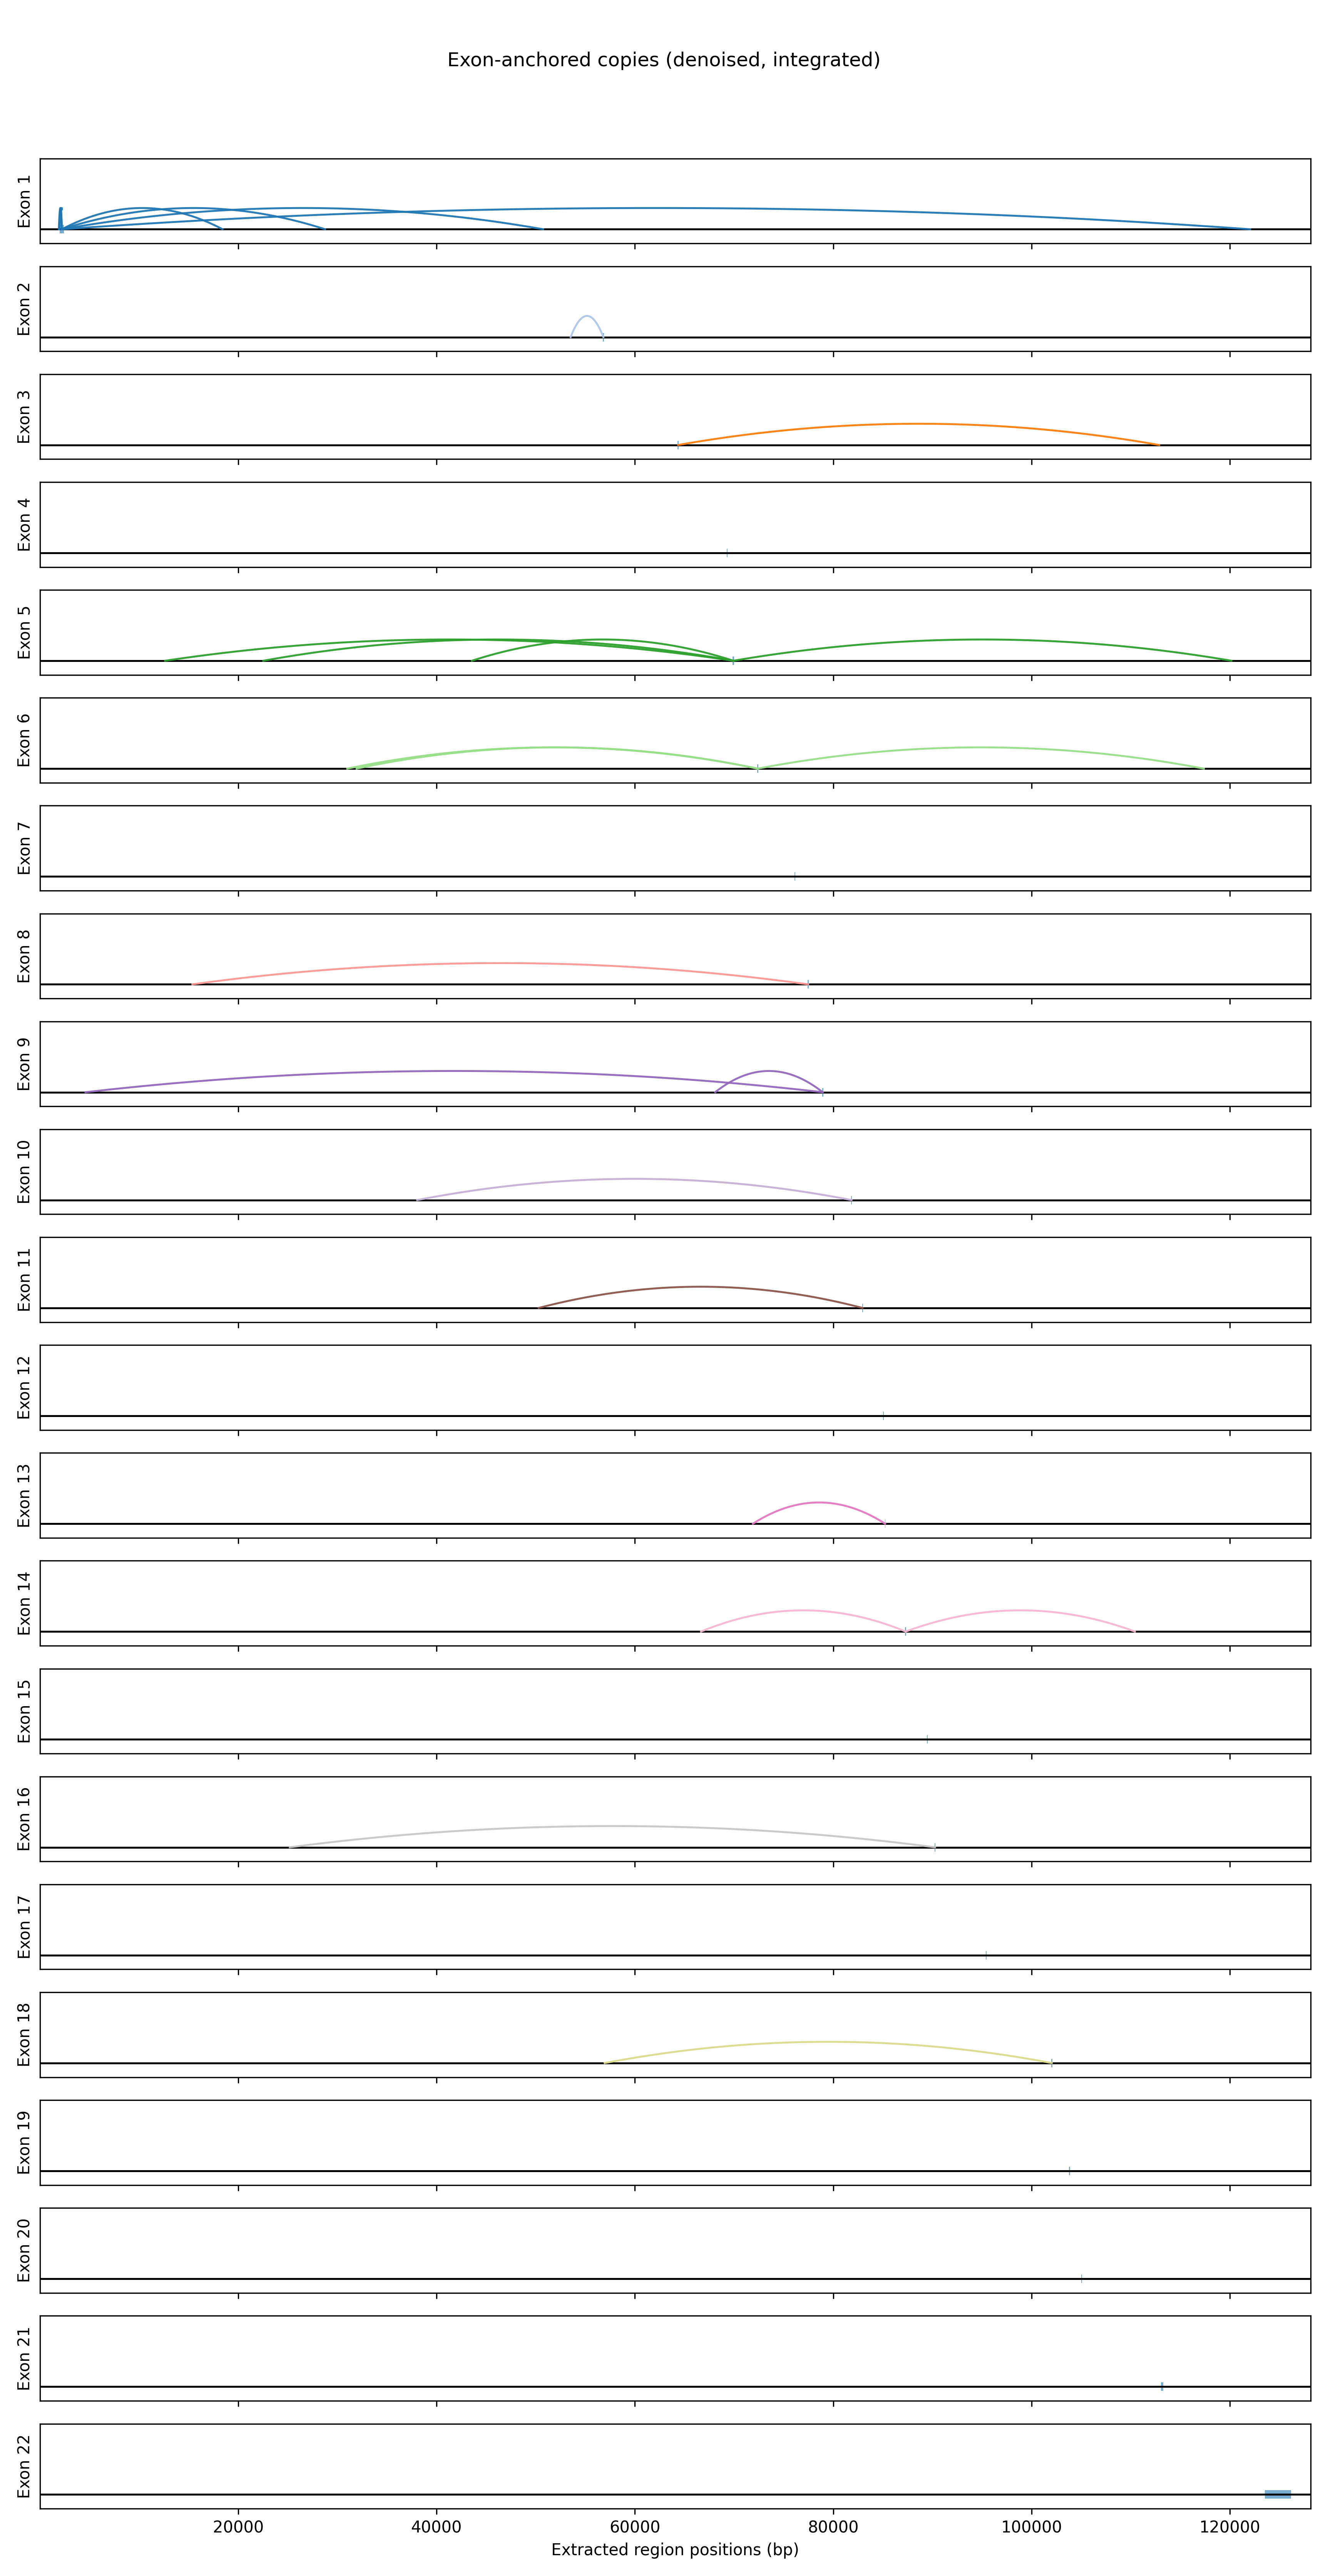 Exon-anchored copies (denoised, integrated)
Exon 1
Exon 2
Exon 3
Exon 4
Exon 5
Exon 6
Exon 7
Exon 8
Exon 9
Exon 10
Exon 11
Exon 12
Exon 13
Exon 14
Exon 15
Exon 16
Exon 17
Exon 18
Exon 19
Exon 20
Exon 21
Exon 22
20000 40000 60000 80000 100000 120000
Extracted region positions (bp)